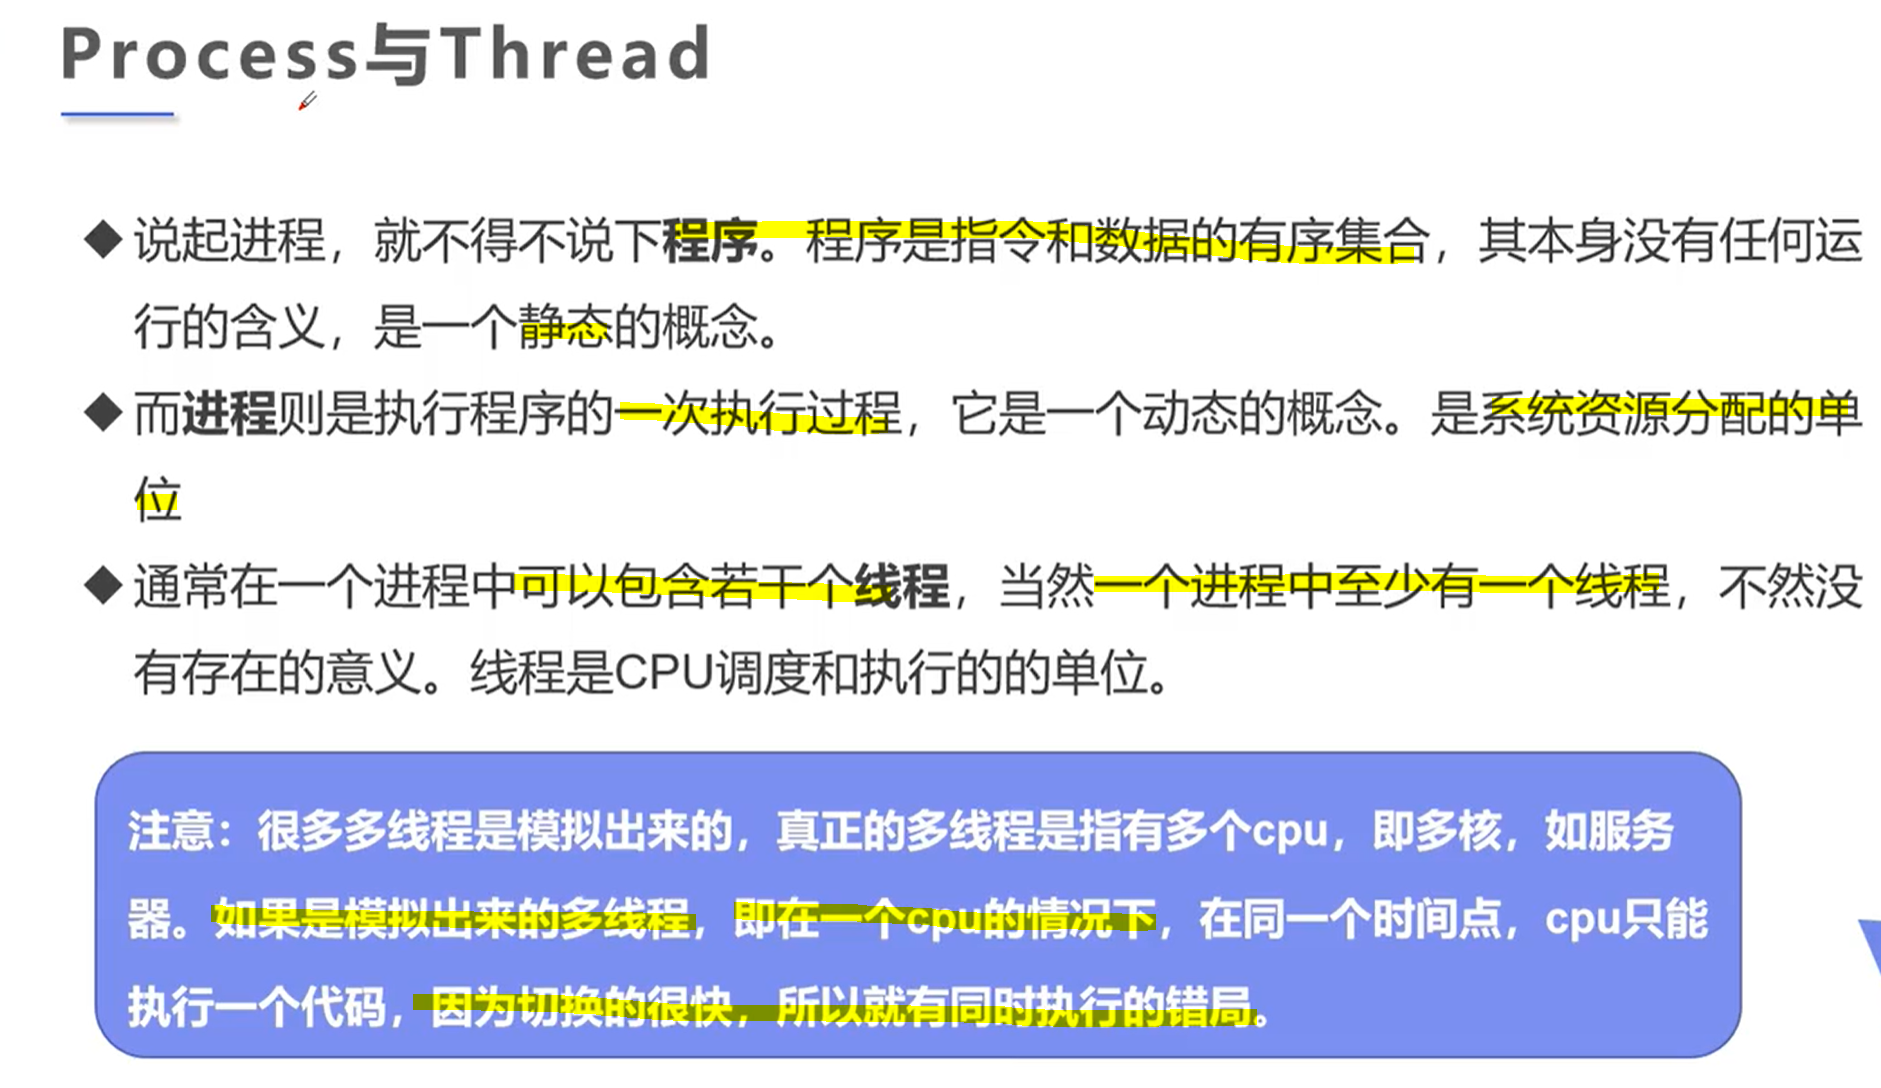 Process与Thread
◆说起进程，就不得不说下程序。程序是指令和数据的有序集合，其本身没有任何运
行的含义，是一个静态的概念。
◆而进程则是执行程序的一次执行过程，它是一个动态的概念。是系统资源分配的单
位
◆通常在一个进程中可以包含若干个线程，当然一个进程中至少有一个线程，不然没
有存在的意义。线程是CPU调度和执行的的单位。
注意：很多多线程是模拟出来的，真正的多线程是指有多个cpu，即多核，如服务
器。如果是模拟出来的多线程，即在一个cpu的情况下，在同一个时间点，cpu只能
执行一个代码，因为切换的很快，所以就有同时执行的错局。